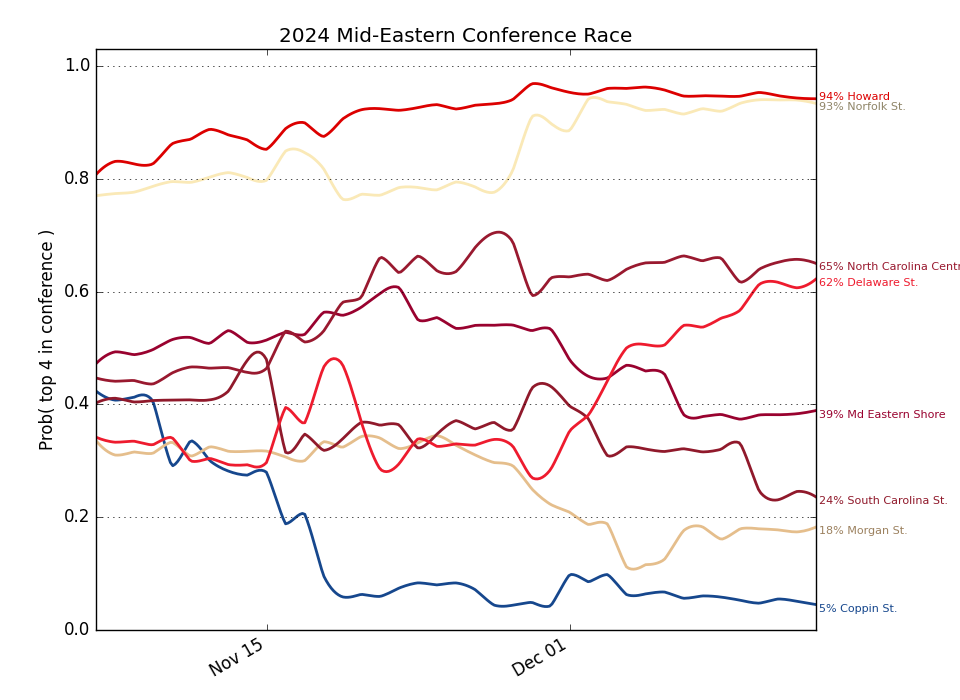 2024 Mid-Eastern Conference Race
Prob( top 4 in conference )
1.0
0.8
0.6
0.4
0.2
0.0
Nov 15
Dec 01
94% Howard
93% Norfolk St.
65% North Carolina Centr
62% Delaware St.
39% Md Eastern Shore
24% South Carolina St.
18% Morgan St.
5% Coppin St.